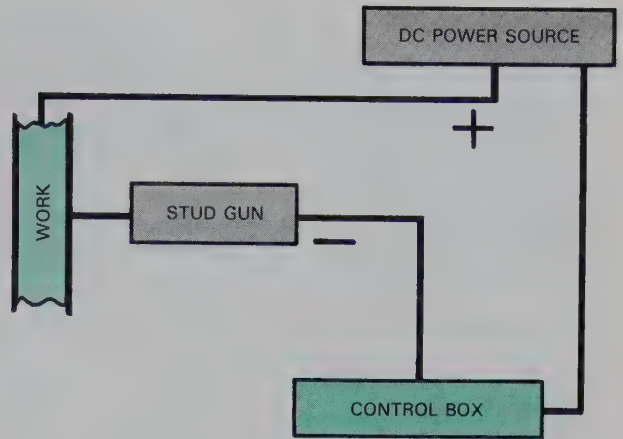 DC POWER SOURCE
+
WORK
STUD GUN
−
CONTROL BOX